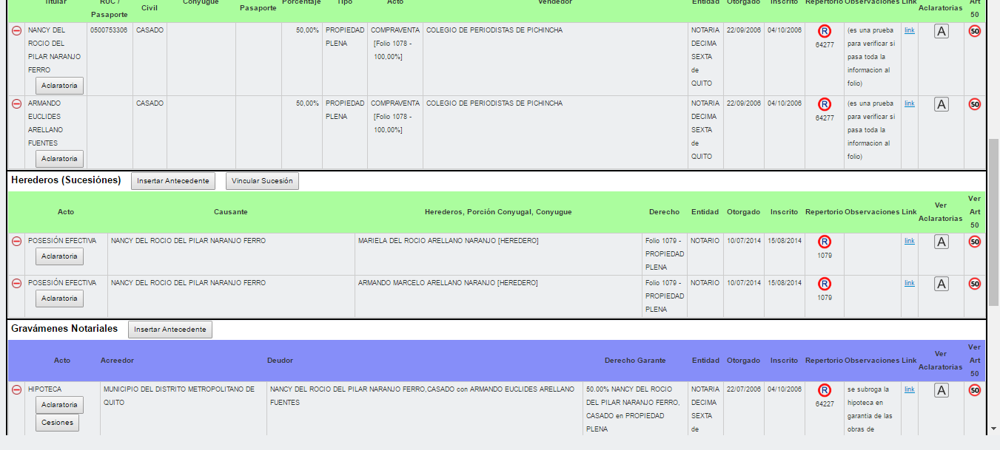 Titular RUC / Pasaporte Civil Conyugue Pasaporte Porcentaje Tipo Acto Vendedor Entidad Otorgado Inscrito Repertorio Observaciones Link Aclaratorias Art 50
NANCY DEL 0500753306 CASADO 50,00% PROPIEDAD COMPRAVENTA COLEGIO DE PERIODISTAS DE PICHINCHA NOTARIA 22/09/2006 04/10/2006 R (es una prueba link A 50
ROCIO DEL PLENA [Folio 1078 - DECIMA 64277 para verificar si
PILAR NARANJO 100,00%] SEXTA pasa toda la
FERRO de informacion al
Aclaratoria QUITO folio)
ARMANDO CASADO 50,00% PROPIEDAD COMPRAVENTA COLEGIO DE PERIODISTAS DE PICHINCHA NOTARIA 22/09/2006 04/10/2006 R (es una prueba link A 50
EUCLIDES PLENA [Folio 1078 - DECIMA 64277 para verificar si
ARELLANO 100,00%] SEXTA pasa toda la
FUENTES de informacion al
Aclaratoria QUITO folio)
Herederos (Sucesiónes) Insertar Antecedente Vincular Sucesión
Acto Causante Herederos, Porción Conyugal, Conyugue Derecho Entidad Otorgado Inscrito Repertorio Observaciones Link Ver Aclaratorias Ver Art 50
POSESIÓN EFECTIVA NANCY DEL ROCIO DEL PILAR NARANJO FERRO MARIELA DEL ROCIO ARELLANO NARANJO [HEREDERO] Folio 1079 - NOTARIO 10/07/2014 15/08/2014 R link A 50
Aclaratoria PROPIEDAD 1079
PLENA
POSESIÓN EFECTIVA NANCY DEL ROCIO DEL PILAR NARANJO FERRO ARMANDO MARCELO ARELLANO NARANJO [HEREDERO] Folio 1079 - NOTARIO 10/07/2014 15/08/2014 R link A 50
Aclaratoria PROPIEDAD 1079
PLENA
Gravámenes Notariales Insertar Antecedente
Acto Acreedor Deudor Derecho Garante Entidad Otorgado Inscrito Repertorio Observaciones Link Ver Aclaratorias Ver Art 50
HIPOTECA MUNICIPIO DEL DISTRITO METROPOLITANO DE NANCY DEL ROCIO DEL PILAR NARANJO FERRO,CASADO con ARMANDO EUCLIDES ARELLANO 50.00% NANCY DEL ROCIO NOTARIA 22/07/2006 04/10/2006 R se subroga la link A 50
Aclaratoria QUITO FUENTES DEL PILAR NARANJO FERRO, DECIMA 64227 hipoteca en
Cesiones CASADO en PROPIEDAD SEXTA garantia de las
PLENA de obras de